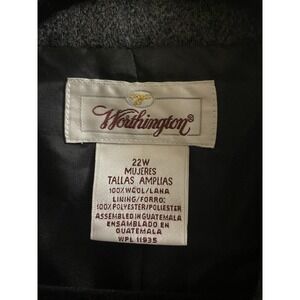 Worthington®
22W
MUJERES
TALLAS AMPLIAS
100% WOOL/LANA
LINING/FORRO:
100% POLYESTER/POLIESTER
ASSEMBLED IN GUATEMALA
ENSAMBLADO EN
GUATEMALA
WPL 11935